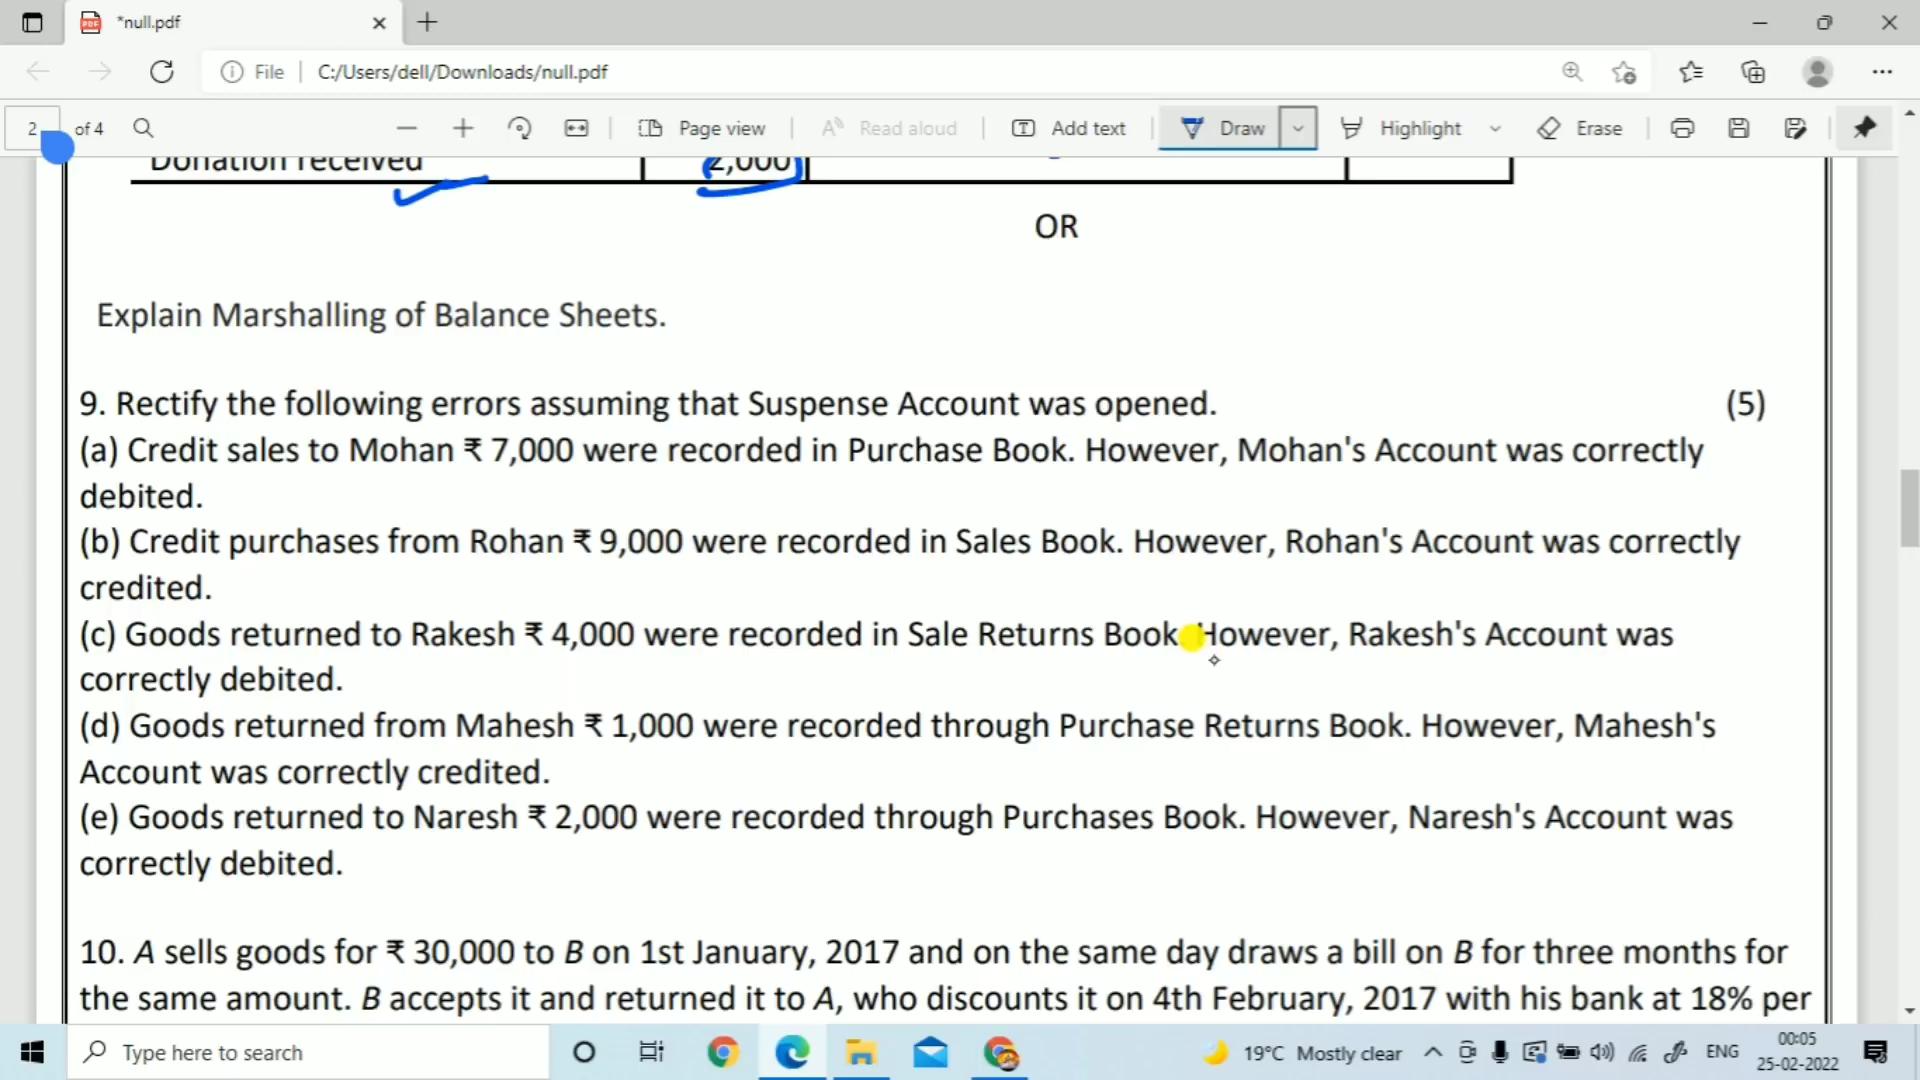 *null.pdf
File
C:/Users/dell/Downloads/null.pdf
2 of 4
Page view
Read aloud
Add text
Draw
Highlight
Erase
Donation received 2,000
OR
Explain Marshalling of Balance Sheets.
9. Rectify the following errors assuming that Suspense Account was opened. (5)
(a) Credit sales to Mohan ₹ 7,000 were recorded in Purchase Book. However, Mohan's Account was correctly
debited.
(b) Credit purchases from Rohan ₹ 9,000 were recorded in Sales Book. However, Rohan's Account was correctly
credited.
(c) Goods returned to Rakesh ₹ 4,000 were recorded in Sale Returns Book. However, Rakesh's Account was
correctly debited.
(d) Goods returned from Mahesh ₹ 1,000 were recorded through Purchase Returns Book. However, Mahesh's
Account was correctly credited.
(e) Goods returned to Naresh ₹ 2,000 were recorded through Purchases Book. However, Naresh's Account was
correctly debited.
10. A sells goods for ₹ 30,000 to B on 1st January, 2017 and on the same day draws a bill on B for three months for
the same amount. B accepts it and returned it to A, who discounts it on 4th February, 2017 with his bank at 18% per
Type here to search
19°C Mostly clear
ENG
00:05
25-02-2022